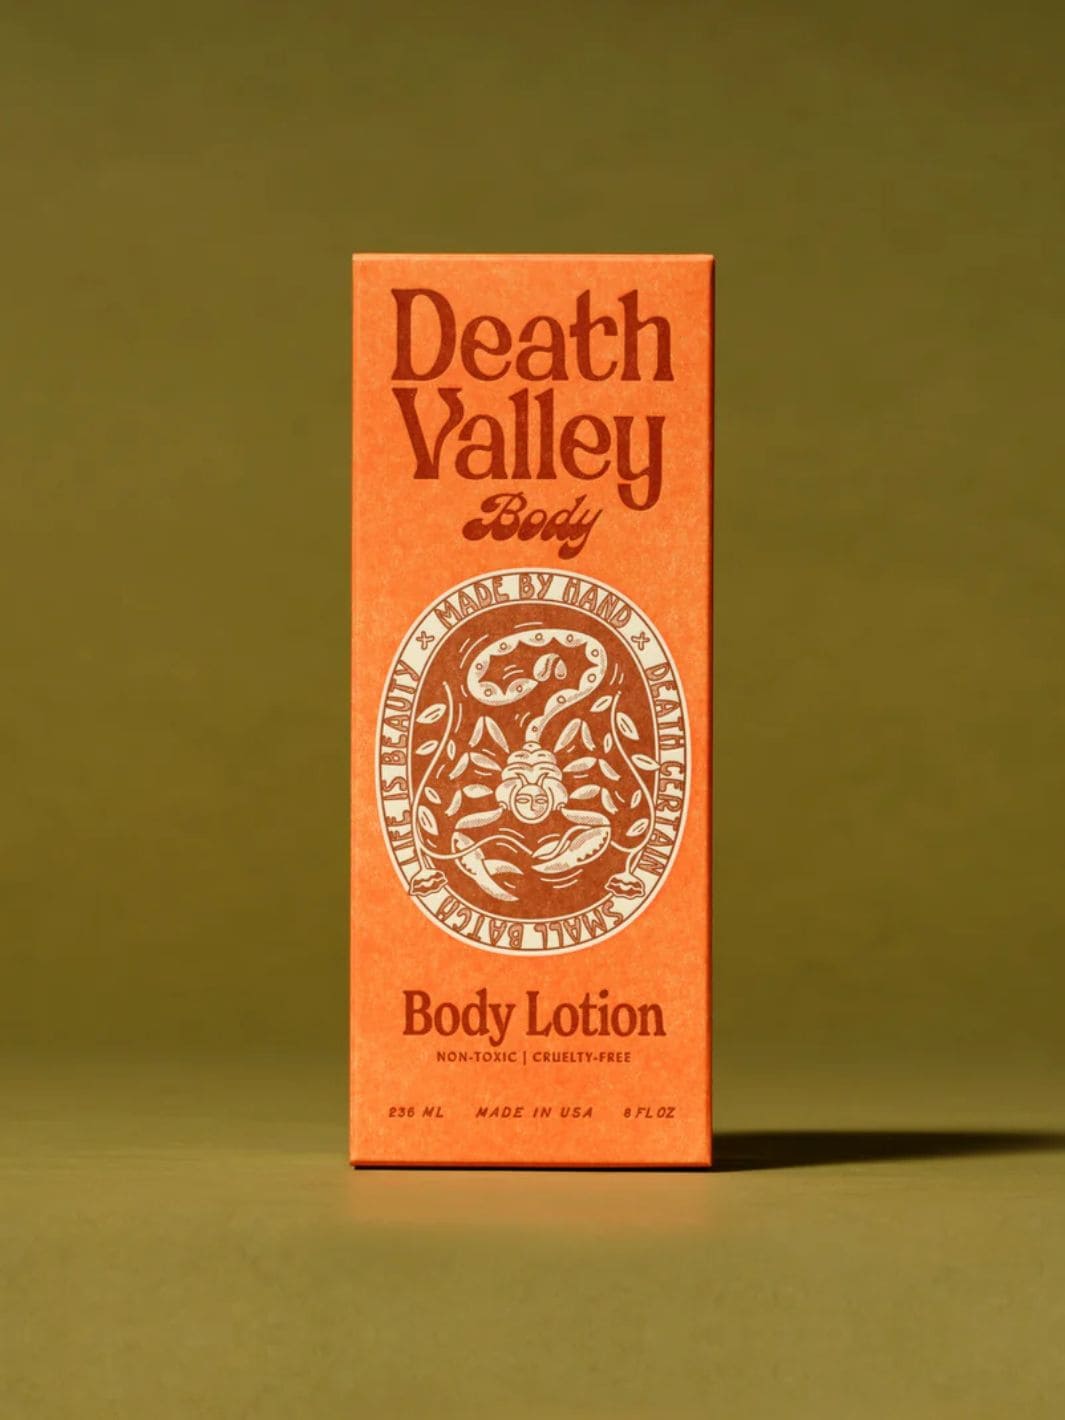 Death
Valley
Body
MADE BY HAND
DEATH CERTAIN
SMALL BATCH
LIFE IS BEAUTY
Body Lotion
NON-TOXIC | CRUELTY-FREE
236 ML MADE IN USA 8 FL OZ